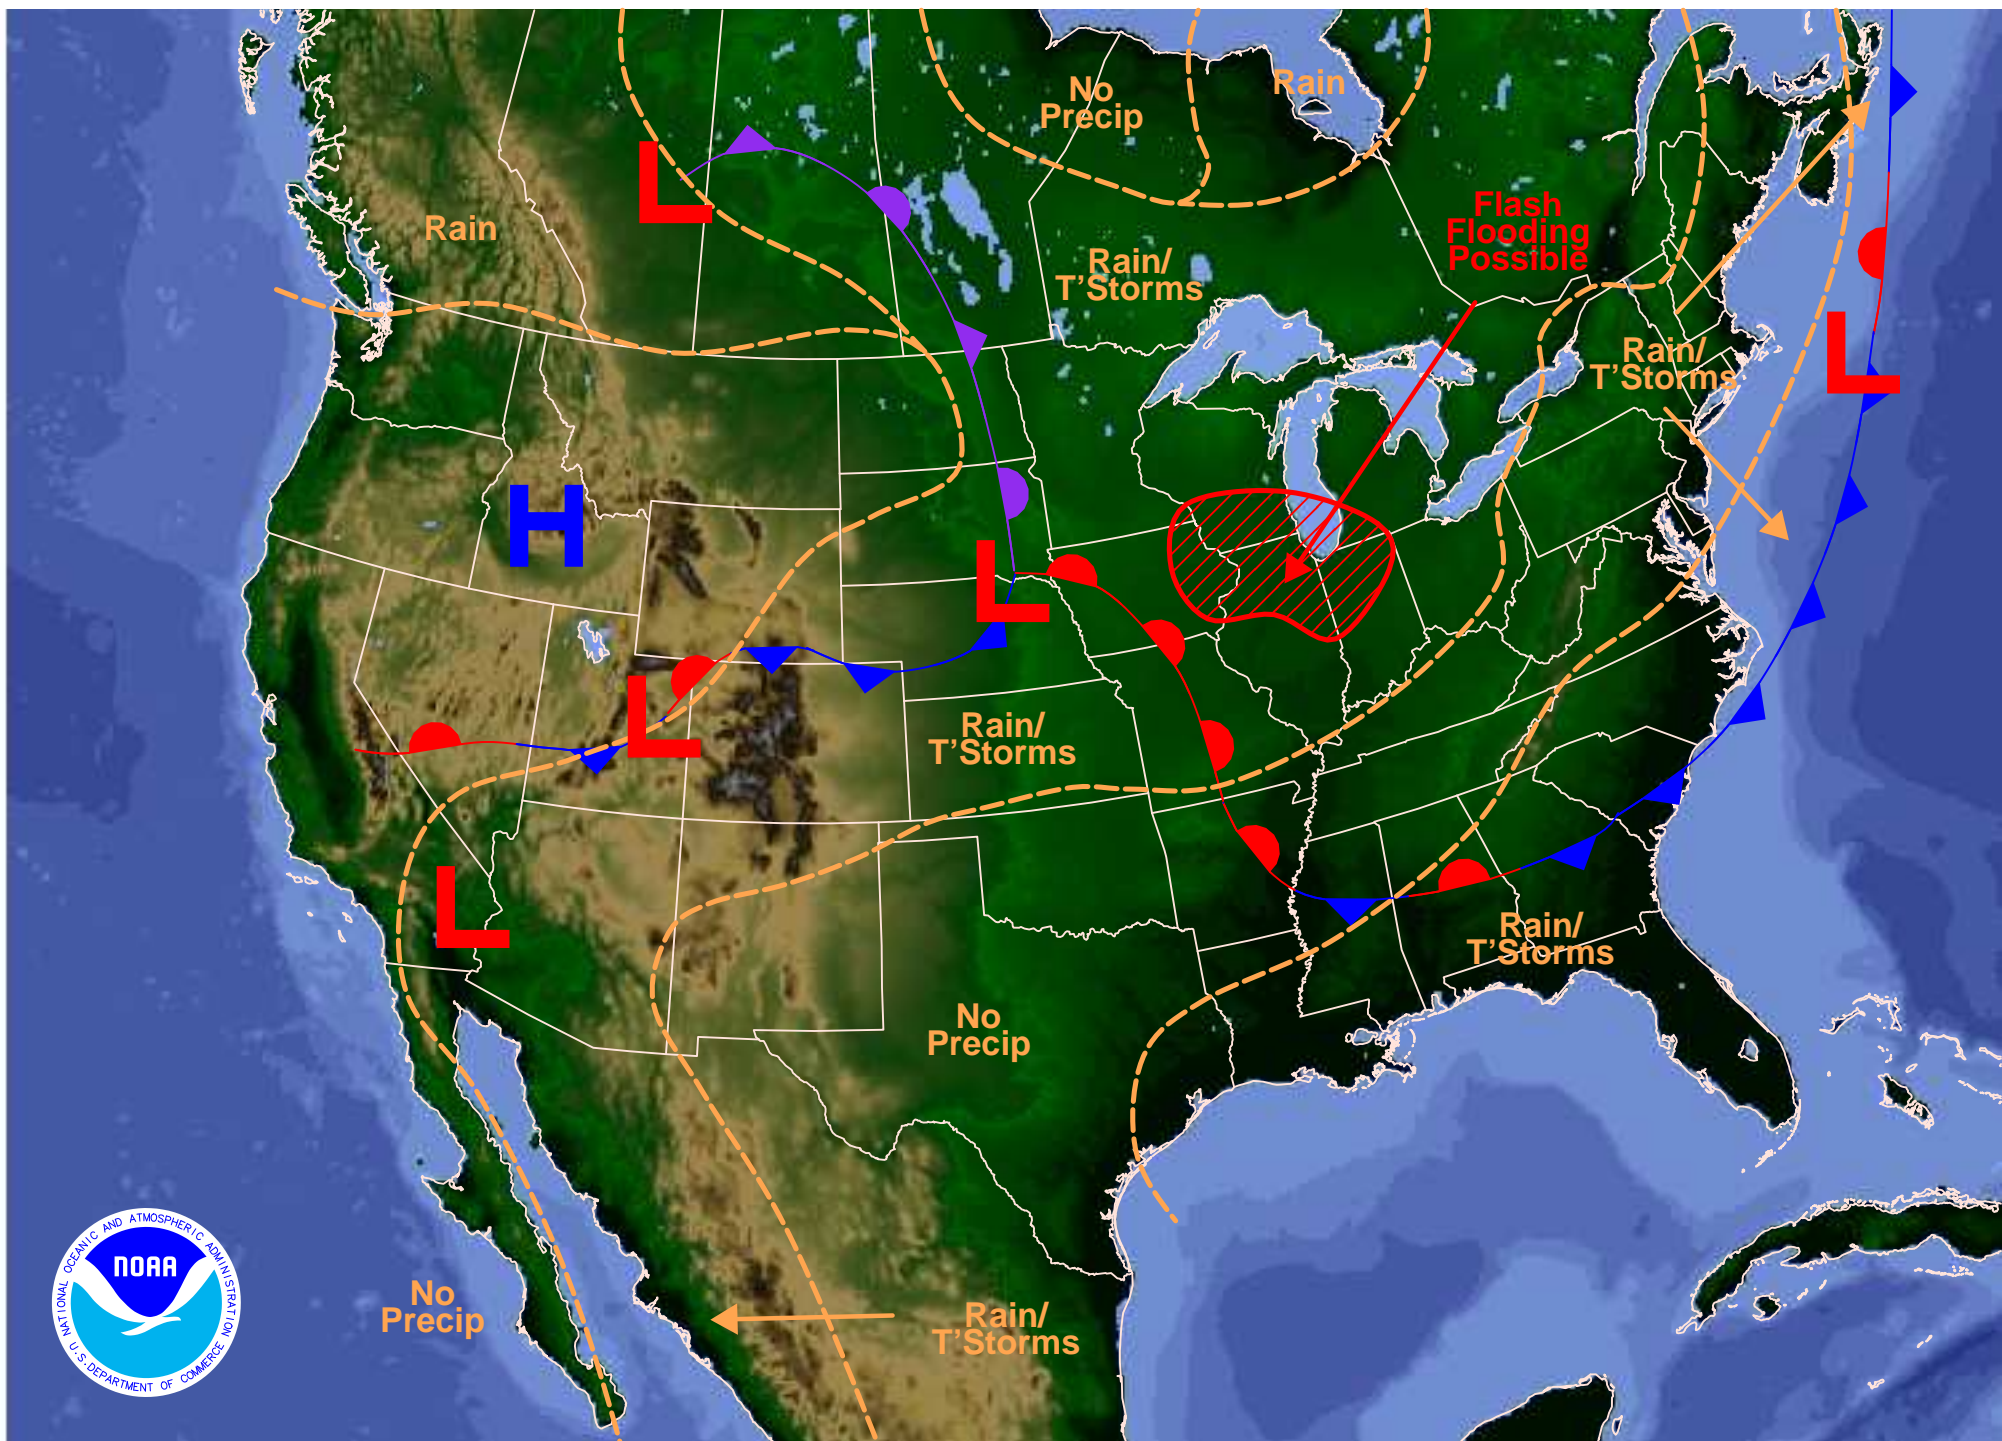 No
Precip
Rain
Rain
Flash
Flooding
Possible
Rain/
T'Storms
Rain/
T'Storms
L
L
H
L
L
L
Rain/
T'Storms
Rain/
T'Storms
No
Precip
No
Precip
Rain/
T'Storms
NATIONAL OCEANIC AND ATMOSPHERIC ADMINISTRATION
NOAA
U.S. DEPARTMENT OF COMMERCE